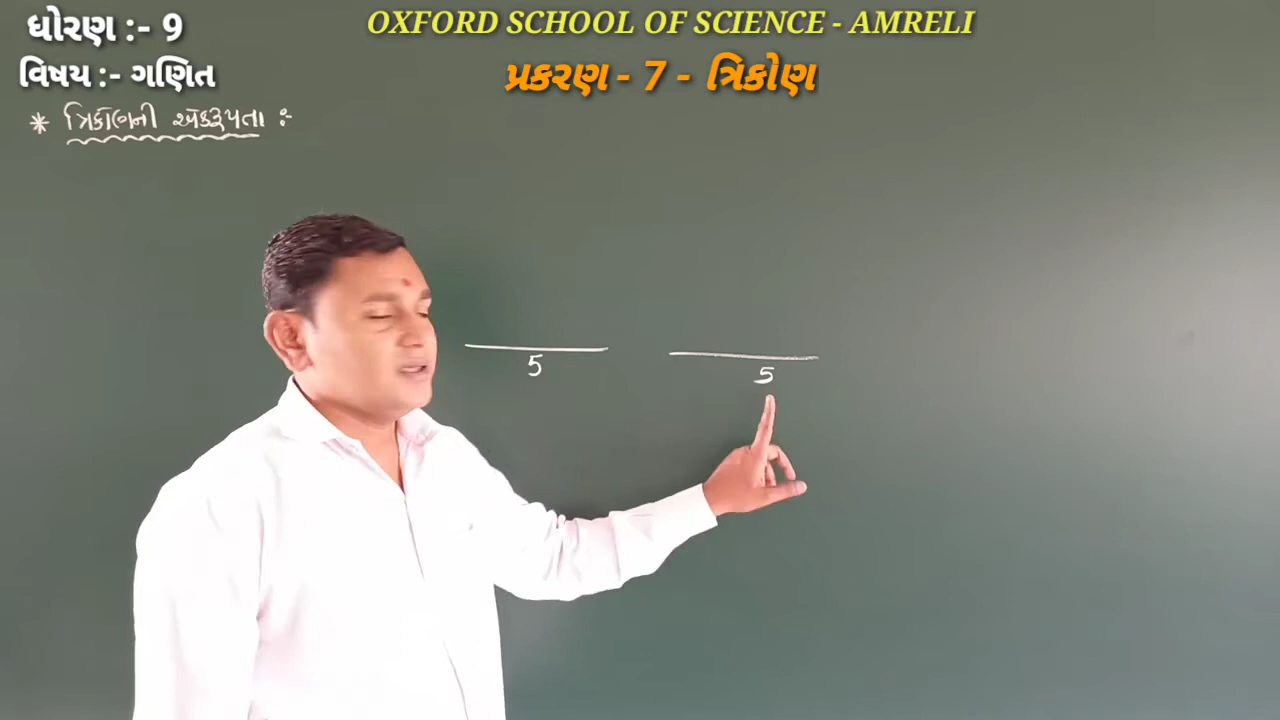 ધોરણ :- 9
OXFORD SCHOOL OF SCIENCE - AMRELI
વિષય :- ગણિત
પ્રકરણ - 7 - ત્રિકોણ
* ત્રિકોણની એકરૂપતા :-
5
5